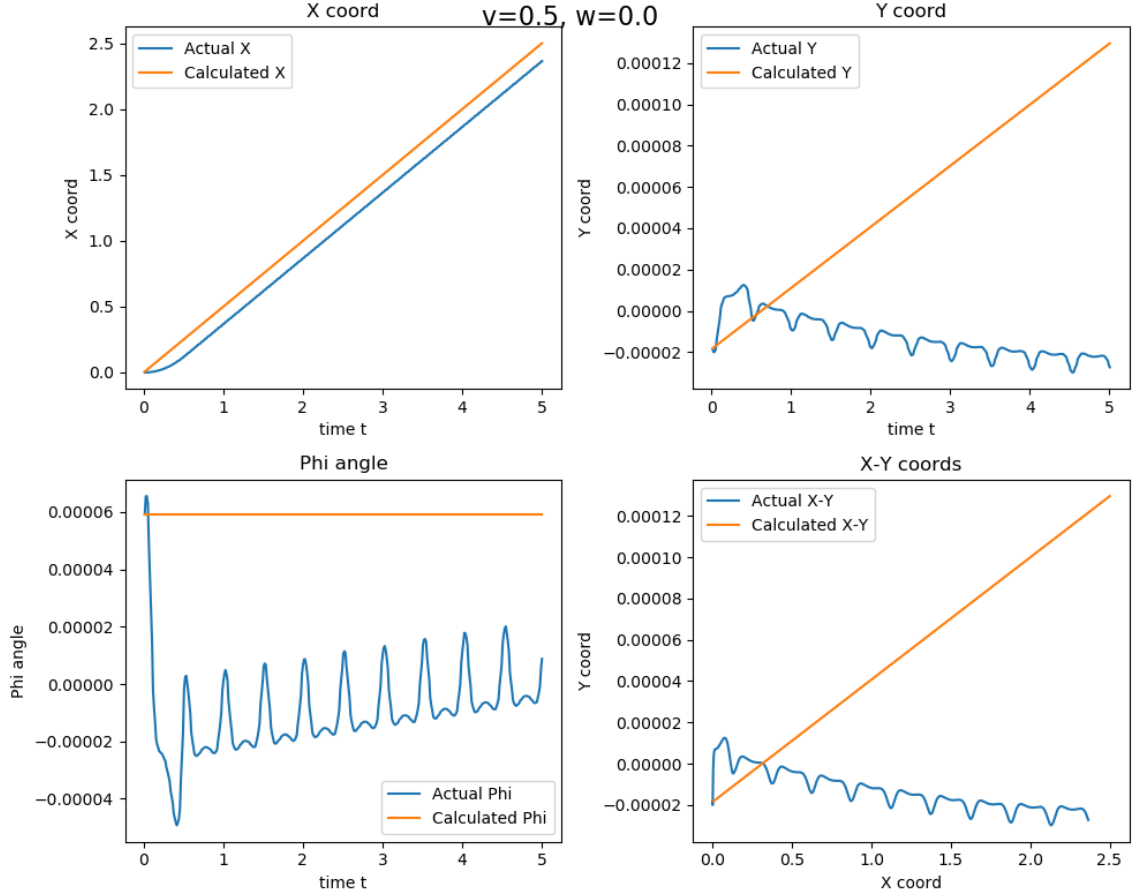 v=0.5, w=0.0
X coord
Actual X
Calculated X
X coord
2.5
2.0
1.5
1.0
0.5
0.0
0 1 2 3 4 5
time t
Y coord
Actual Y
Calculated Y
Y coord
0.00012
0.00010
0.00008
0.00006
0.00004
0.00002
0.00000
−0.00002
0 1 2 3 4 5
time t
Phi angle
Phi angle
0.00006
0.00004
0.00002
0.00000
−0.00002
−0.00004
Actual Phi
Calculated Phi
0 1 2 3 4 5
time t
X-Y coords
Actual X-Y
Calculated X-Y
Y coord
0.00012
0.00010
0.00008
0.00006
0.00004
0.00002
0.00000
−0.00002
0.0 0.5 1.0 1.5 2.0 2.5
X coord